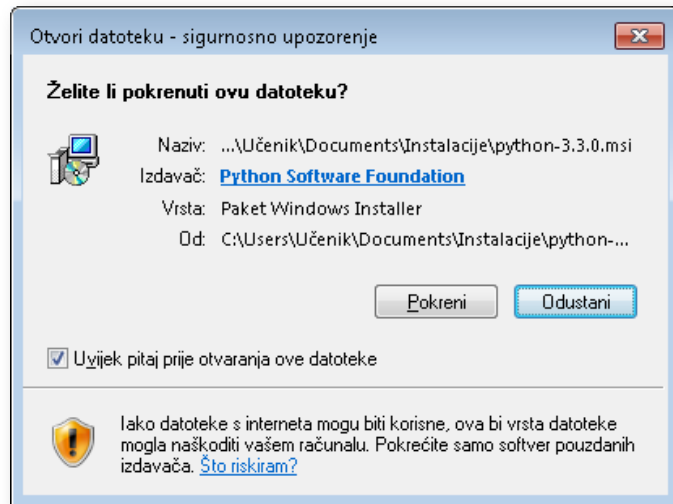 Otvori datoteku - sigurnosno upozorenje
Želite li pokrenuti ovu datoteku?
Naziv: ...\Učenik\Documents\Instalacije\python-3.3.0.msi
Izdavač: Python Software Foundation
Vrsta: Paket Windows Installer
Od: C:\Users\Učenik\Documents\Instalacije\python-...
Pokreni Odustani
Uvijek pitaj prije otvaranja ove datoteke
Iako datoteke s interneta mogu biti korisne, ova bi vrsta datoteke
mogla naškoditi vašem računalu. Pokrećite samo softver pouzdanih
izdavača. Što riskiram?